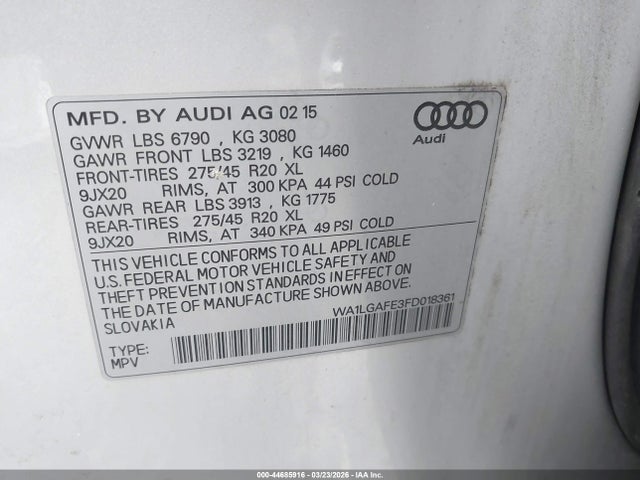 MFD. BY AUDI AG 02 15
GVWR LBS 6790 , KG 3080
GAWR FRONT LBS 3219 , KG 1460
FRONT-TIRES 275/45 R20 XL
9JX20 RIMS, AT 300 KPA 44 PSI COLD
GAWR REAR LBS 3913 , KG 1775
REAR-TIRES 275/45 R20 XL
9JX20 RIMS, AT 340 KPA 49 PSI COLD
Audi
THIS VEHICLE CONFORMS TO ALL APPLICABLE
U.S. FEDERAL MOTOR VEHICLE SAFETY AND
THEFT PREVENTION STANDARDS IN EFFECT ON
THE DATE OF MANUFACTURE SHOWN ABOVE.
SLOVAKIA
WA1LGAFE3FD018361
TYPE:
MPV
000-44685916 | 03/23/2026 | IAA Inc.